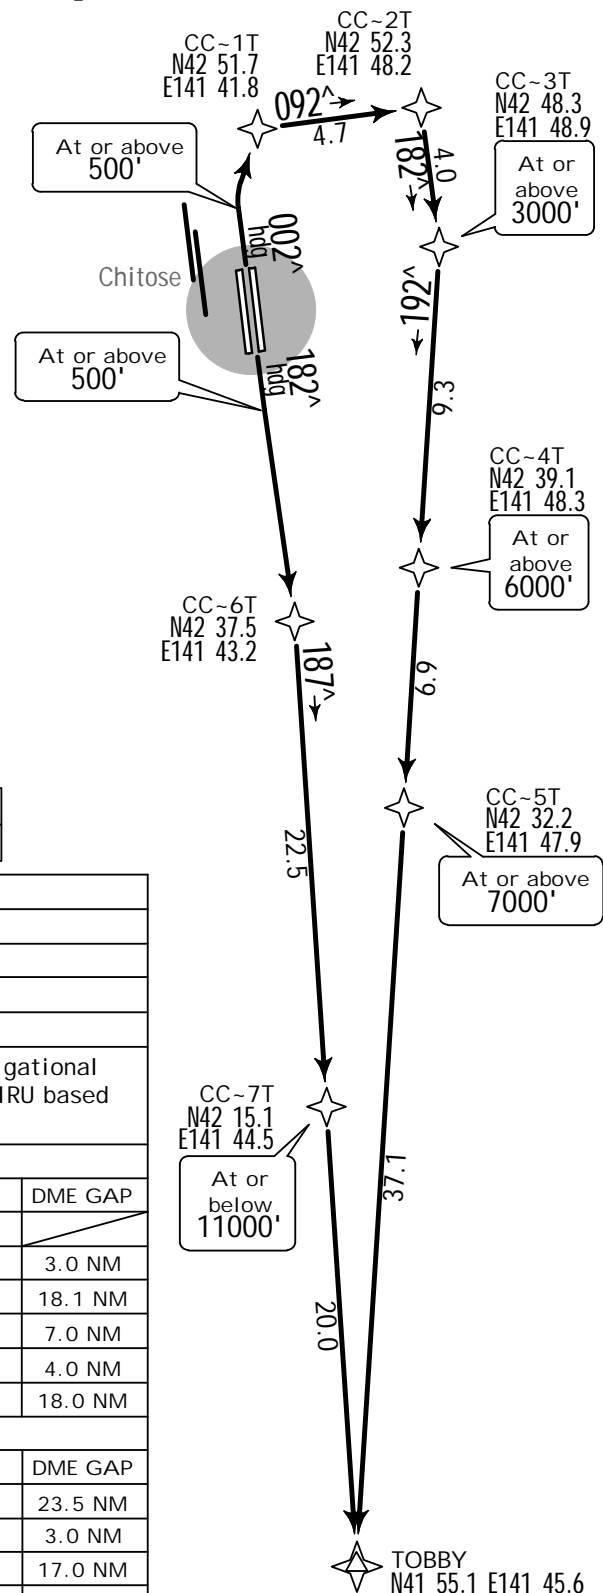 CC~2T
N42 52.3
E141 48.2
CC~1T
N42 51.7
E141 41.8
092^
4.7
CC~3T
N42 48.3
E141 48.9
At or
above
3000'
182^
4.0
At or above
500'
002^
hdg
Chitose
192^
At or above
500'
182^
hdg
9.3
CC~4T
N42 39.1
E141 48.3
At or
above
6000'
CC~6T
N42 37.5
E141 43.2
187^
6.9
CC~5T
N42 32.2
E141 47.9
At or above
7000'
22.5
gational
IRU based
CC~7T
N42 15.1
E141 44.5
At or
below
11000'
37.1
20.0
DME GAP
3.0 NM
18.1 NM
7.0 NM
4.0 NM
18.0 NM
DME GAP
23.5 NM
3.0 NM
17.0 NM
TOBBY
N41 55.1 E141 45.6